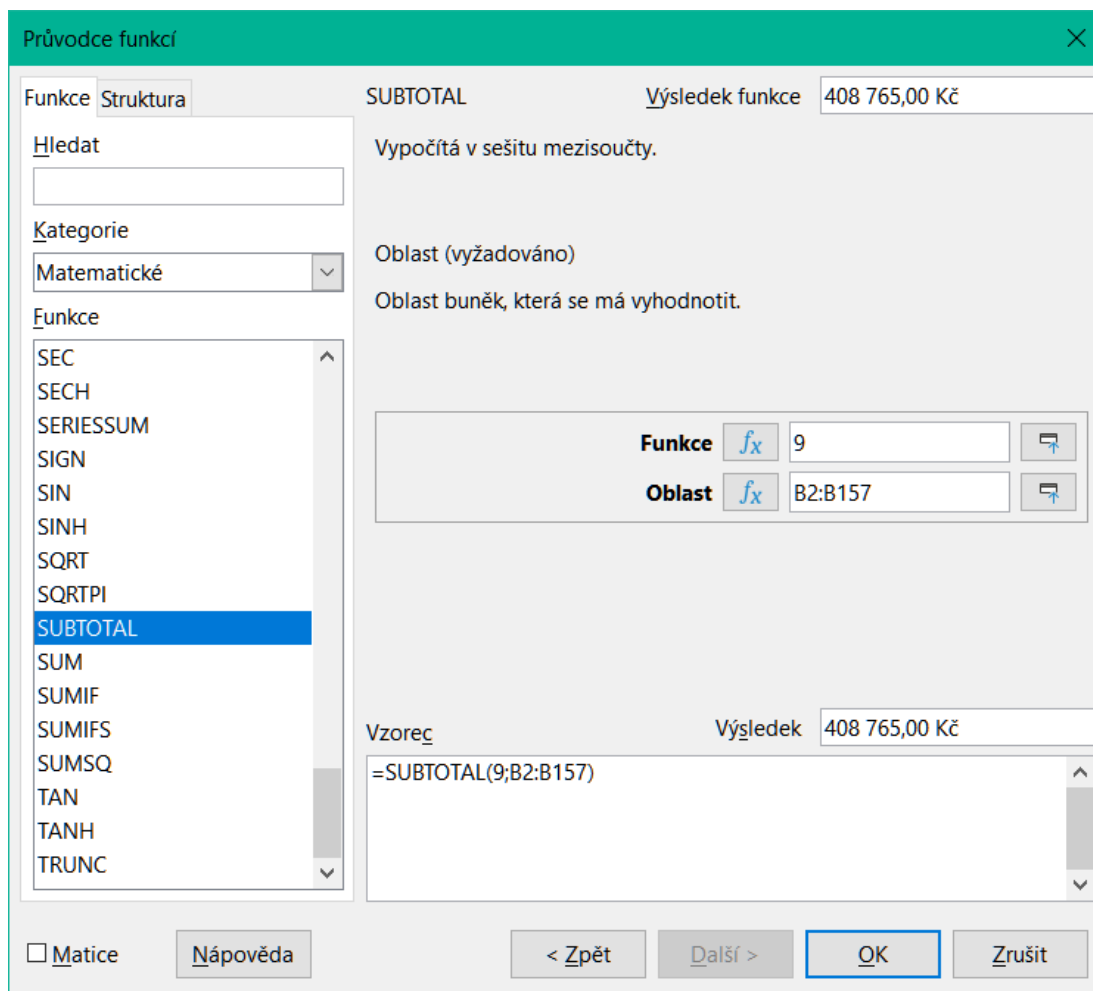 Průvodce funkcí
Funkce Struktura
Hledat
Kategorie
Matematické
Funkce
SEC
SECH
SERIESSUM
SIGN
SIN
SINH
SQRT
SQRTPI
SUBTOTAL
SUM
SUMIF
SUMIFS
SUMSQ
TAN
TANH
TRUNC
SUBTOTAL Výsledek funkce 408 765,00 Kč
Vypočítá v sešitu mezisoučty.
Oblast (vyžadováno)
Oblast buněk, která se má vyhodnotit.
Funkce fx 9
Oblast fx B2:B157
Vzorec Výsledek 408 765,00 Kč
=SUBTOTAL(9;B2:B157)
Matice Nápověda < Zpět Další > OK Zrušit